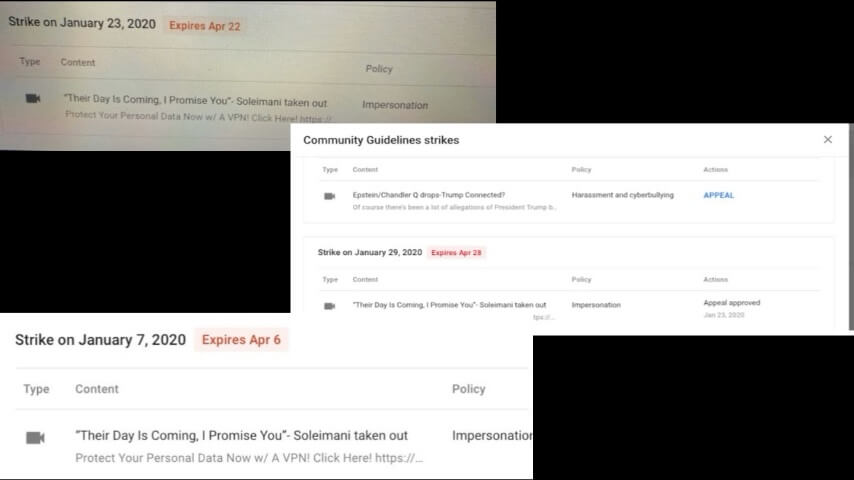 Strike on January 23, 2020 Expires Apr 22
Type Content Policy
"Their Day Is Coming, I Promise You"- Soleimani taken out Impersonation
Protect Your Personal Data Now w/ A VPN! Click Here! https://
Community Guidelines strikes
Type Content Policy Actions
Epstein/Chandler Q drops-Trump Connected? Harassment and cyberbullying APPEAL
Of course there's been a lot of allegations of President Trump b..
Strike on January 29, 2020 Expires Apr 28
Type Content Policy Actions
"Their Day Is Coming, I Promise You"- Soleimani taken out Impersonation Appeal approved
tps://... Jan 23, 2020
Strike on January 7, 2020 Expires Apr 6
Type Content Policy
"Their Day Is Coming, I Promise You"- Soleimani taken out Impersonation
Protect Your Personal Data Now w/ A VPN! Click Here! https://...